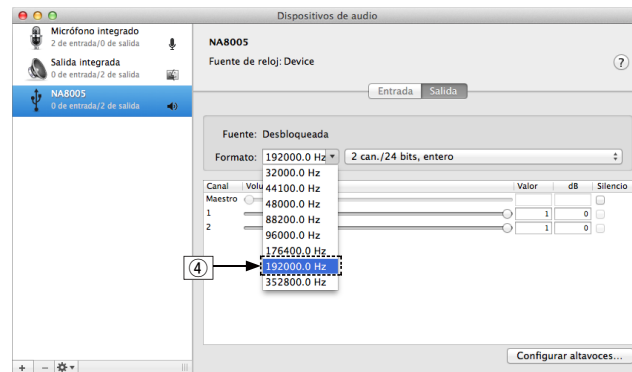 Dispositivos de audio
Micrófono integrado
2 de entrada/0 de salida
Salida integrada
0 de entrada/2 de salida
NA8005
0 de entrada/2 de salida
NA8005
Fuente de reloj: Device
?
Entrada Salida
Fuente: Desbloqueada
Formato: 192000.0 Hz 2 can./24 bits, entero
32000.0 Hz
44100.0 Hz
48000.0 Hz
88200.0 Hz
96000.0 Hz
176400.0 Hz
④ 192000.0 Hz
352800.0 Hz
Canal Valor dB Silencio
Maestro
1 1 0
2 1 0
Configurar altavoces...